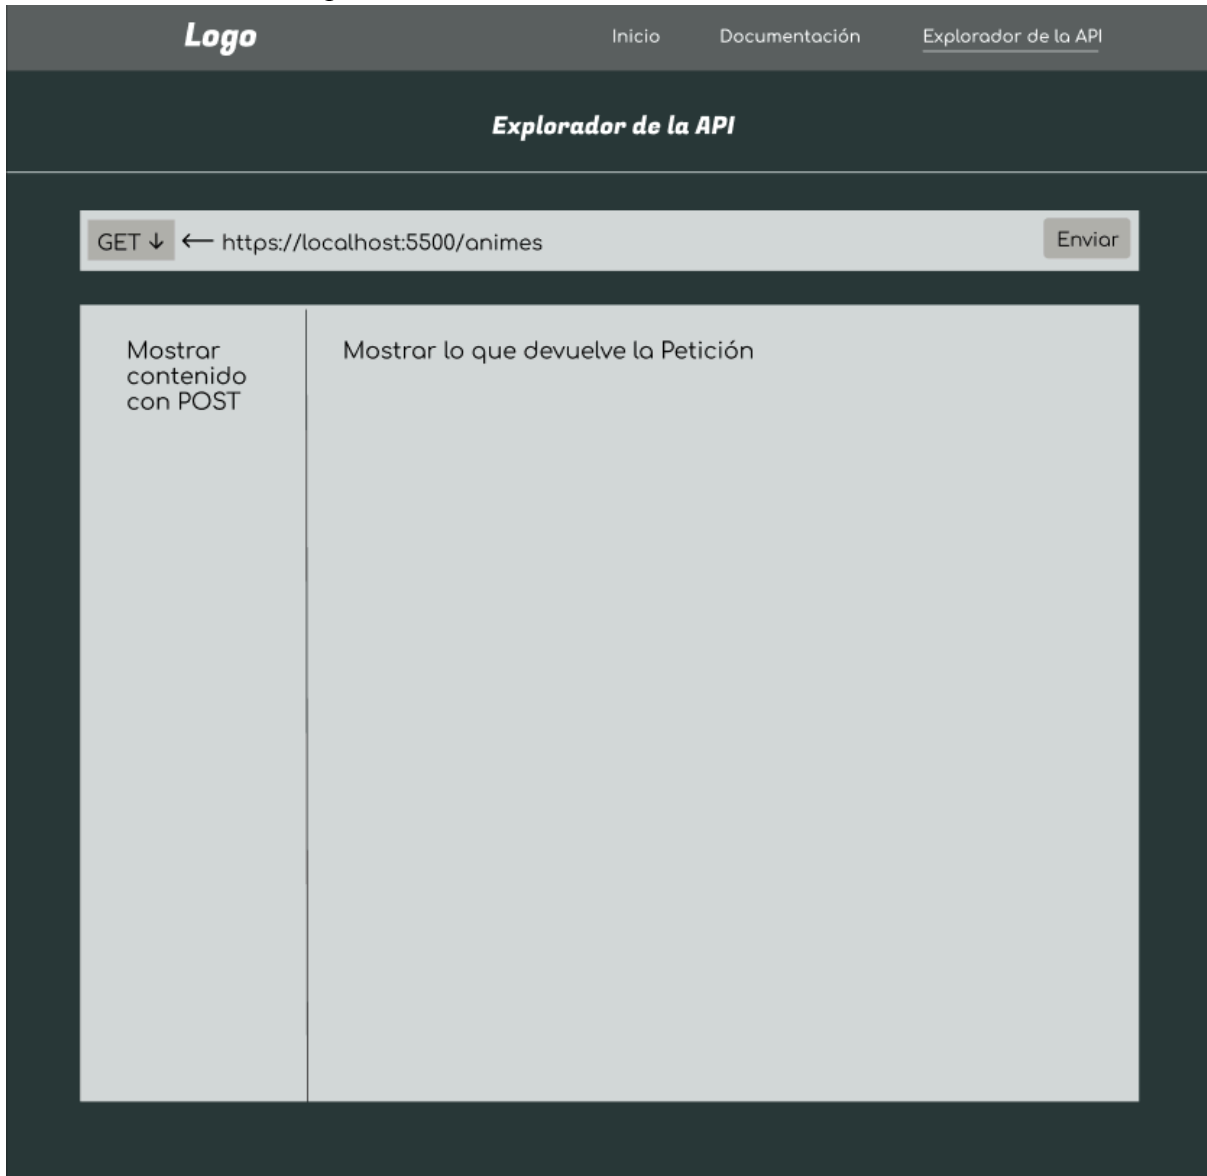 Logo
Inicio Documentación Explorador de la API
Explorador de la API
GET ↓ ← https://localhost:5500/animes Enviar
Mostrar
contenido
con POST
Mostrar lo que devuelve la Petición